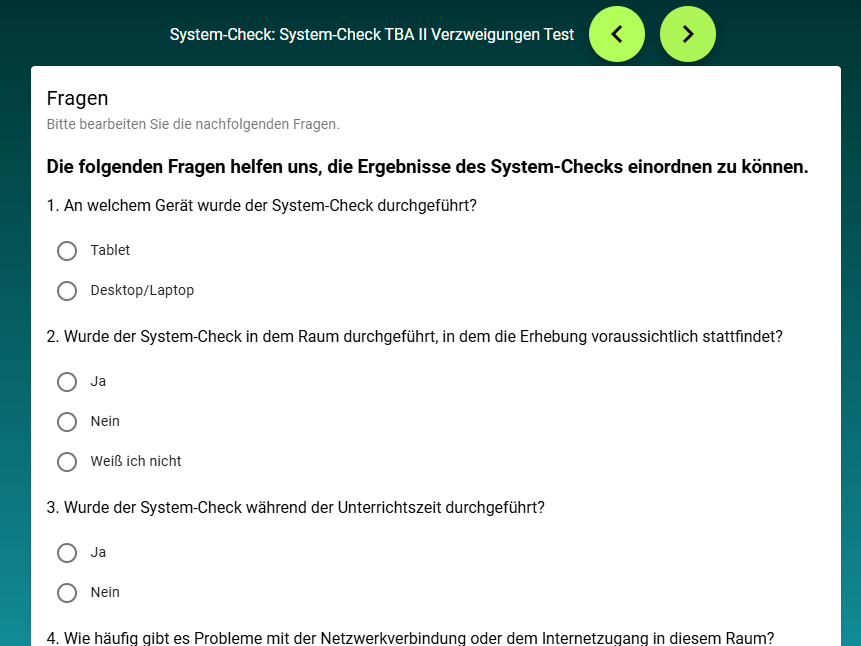 System-Check: System-Check TBA II Verzweigungen Test
Fragen
Bitte bearbeiten Sie die nachfolgenden Fragen.
Die folgenden Fragen helfen uns, die Ergebnisse des System-Checks einordnen zu können.
1. An welchem Gerät wurde der System-Check durchgeführt?
Tablet
Desktop/Laptop
2. Wurde der System-Check in dem Raum durchgeführt, in dem die Erhebung voraussichtlich stattfindet?
Ja
Nein
Weiß ich nicht
3. Wurde der System-Check während der Unterrichtszeit durchgeführt?
Ja
Nein
4. Wie häufig gibt es Probleme mit der Netzwerkverbindung oder dem Internetzugang in diesem Raum?